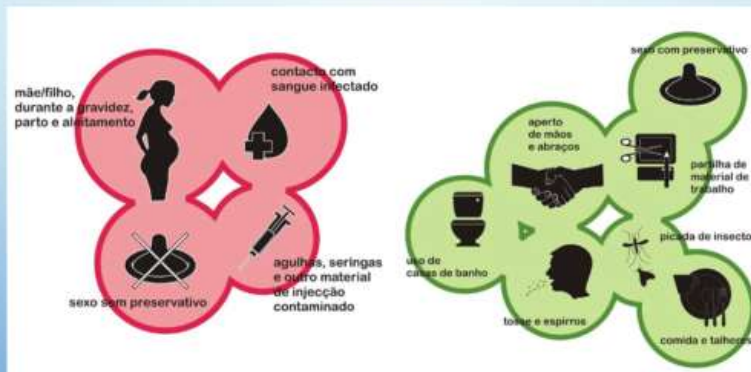 mãe/filho,
durante a gravidez,
parto e aleitamento
contacto com
sangue infectado
sexo sem preservativo
agulhas, seringas
e outro material
de injecção
contaminado
sexo com preservativo
aperto
de mãos
e abraços
partilha de
material de
trabalho
uso de
casas de banho
picada de insecto
tosse e espirros
comida e talheres